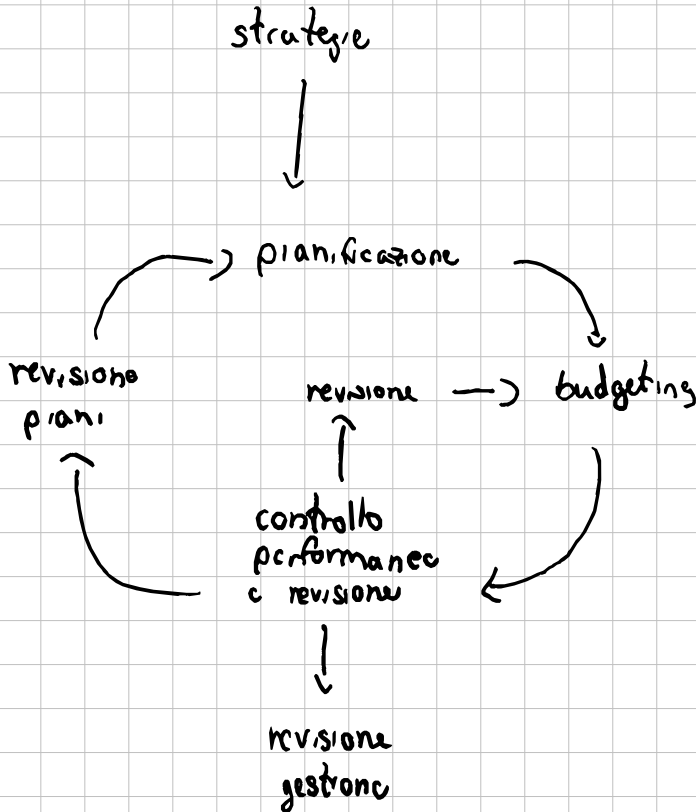 strategie
pianificazione
revisione
piani
revisione
budgeting
controllo
performance
e revisione
revisione
gestione